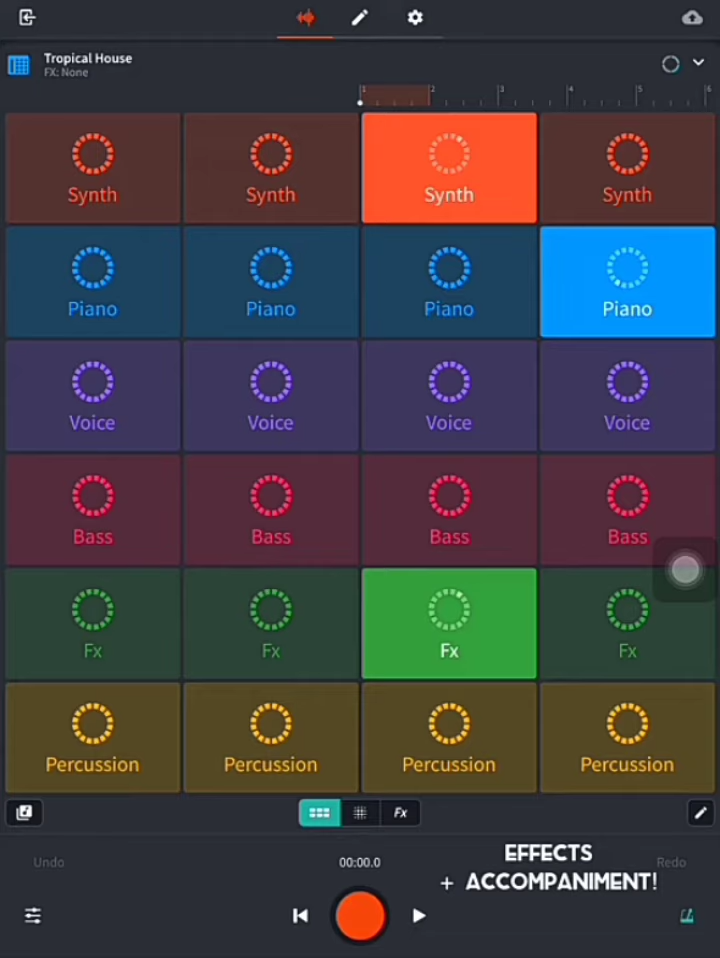 Tropical House
FX: None
1 2 3 4 5 6
Synth Synth Synth Synth
Piano Piano Piano Piano
Voice Voice Voice Voice
Bass Bass Bass Bass
Fx Fx Fx Fx
Percussion Percussion Percussion Percussion
Fx
Undo 00:00.0 Redo
EFFECTS
+ ACCOMPANIMENT!